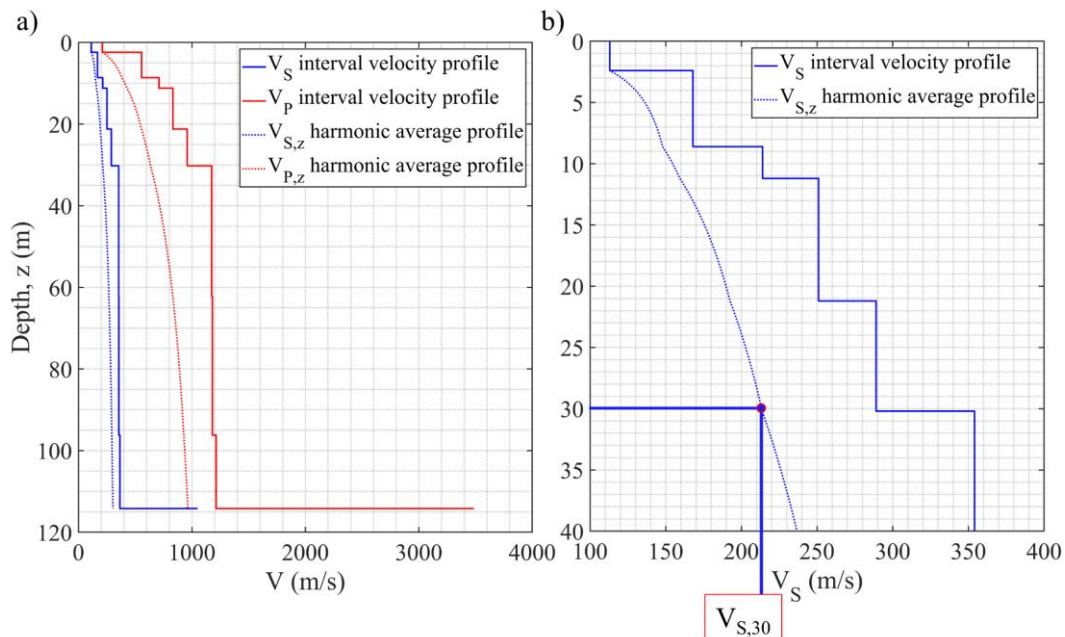 a)
0
20
40
60
80
100
120
Depth, z (m)
0 1000 2000 3000 4000
V (m/s)
V_S interval velocity profile
V_P interval velocity profile
V_S,z harmonic average profile
V_P,z harmonic average profile
b)
0
5
10
15
20
25
30
35
40
100 150 200 250 300 350 400
V_S (m/s)
V_S interval velocity profile
V_S,z harmonic average profile
V_S,30